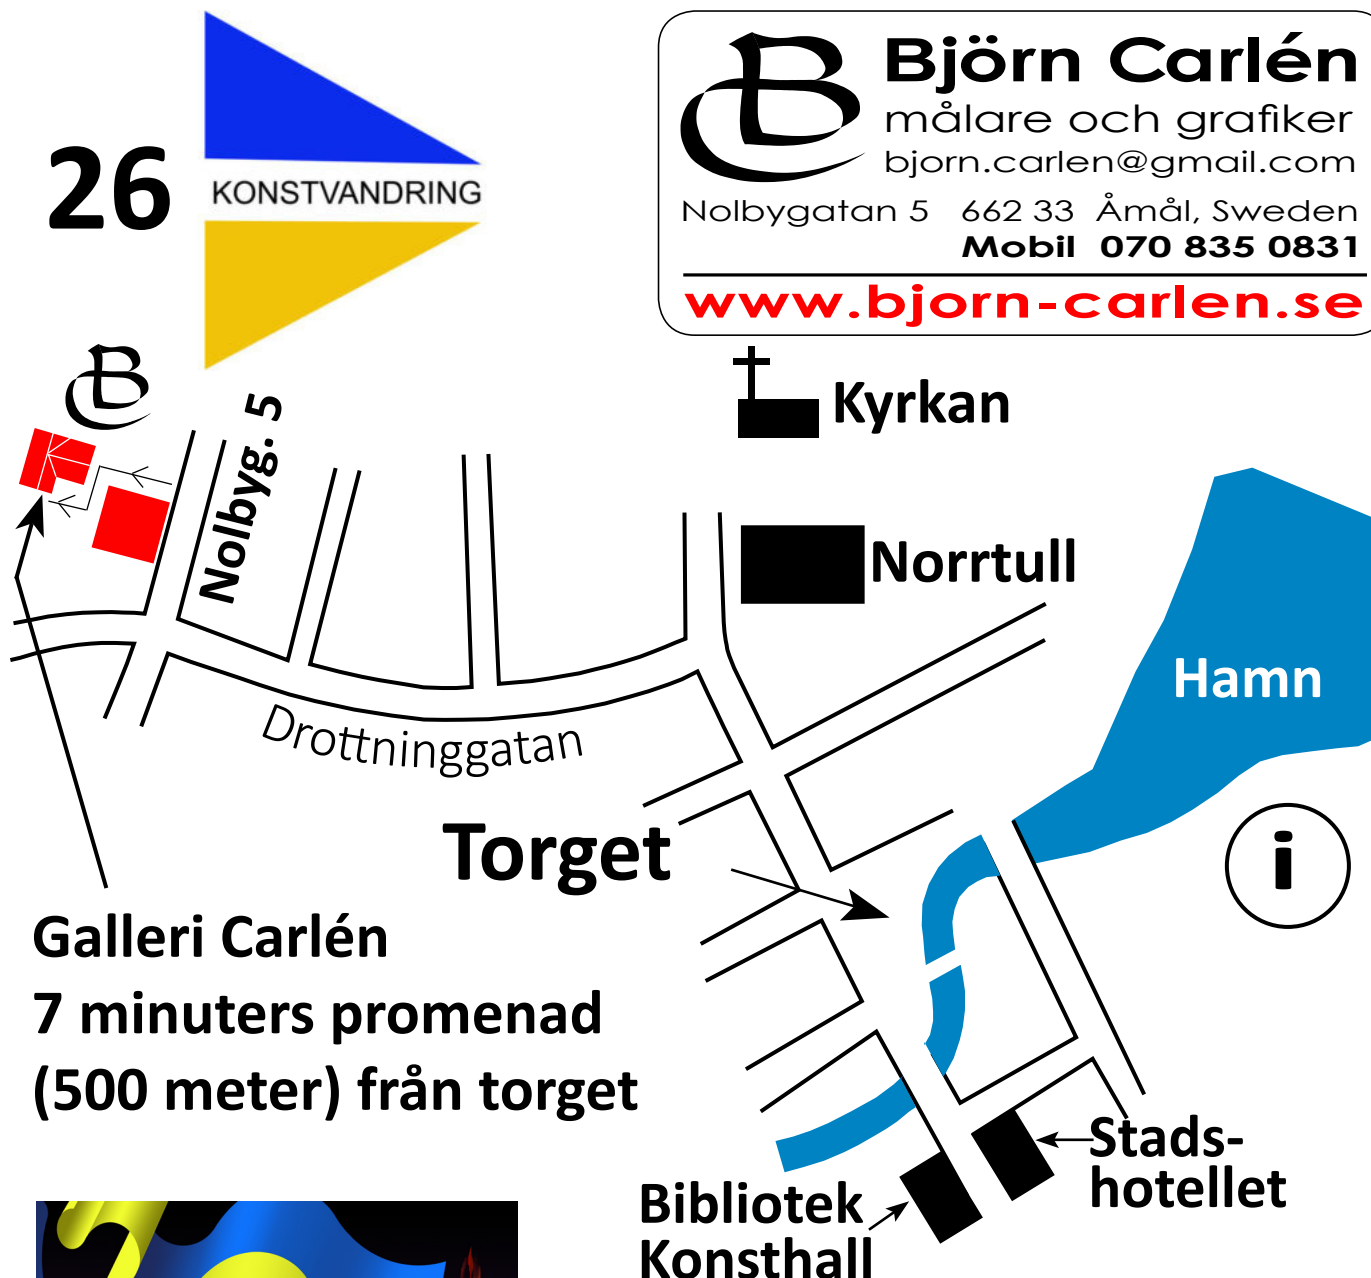 26
KONSTVANDRING
B
Björn Carlén
målare och grafiker
bjorn.carlen@gmail.com
Nolbygatan 5 662 33 Åmål, Sweden
Mobil 070 835 0831
www.bjorn-carlen.se
B
Nolbyg. 5
Kyrkan
Norrtull
Hamn
Drottninggatan
Torget
i
Galleri Carlén
7 minuters promenad
(500 meter) från torget
Stads-
hotellet
Bibliotek
Konsthall